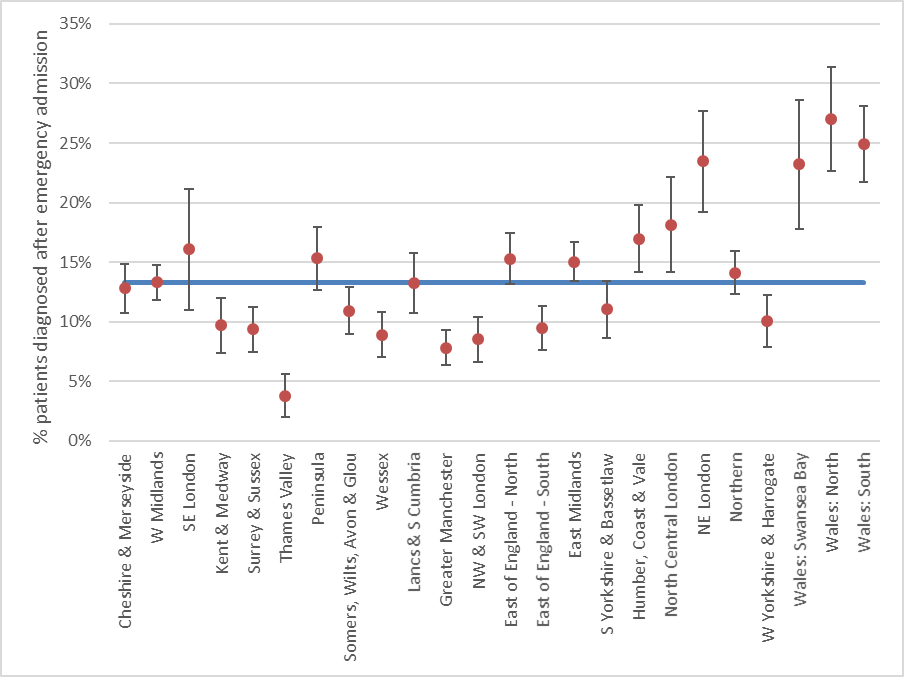 % patients diagnosed after emergency admission
35%
30%
25%
20%
15%
10%
5%
0%
Cheshire & Merseyside
W Midlands
SE London
Kent & Medway
Surrey & Sussex
Thames Valley
Peninsula
Somers, Wilts, Avon & Glou
Wessex
Lancs & S Cumbria
Greater Manchester
NW & SW London
East of England - North
East of England - South
East Midlands
S Yorkshire & Bassetlaw
Humber, Coast & Vale
North Central London
NE London
Northern
W Yorkshire & Harrogate
Wales: Swansea Bay
Wales: North
Wales: South